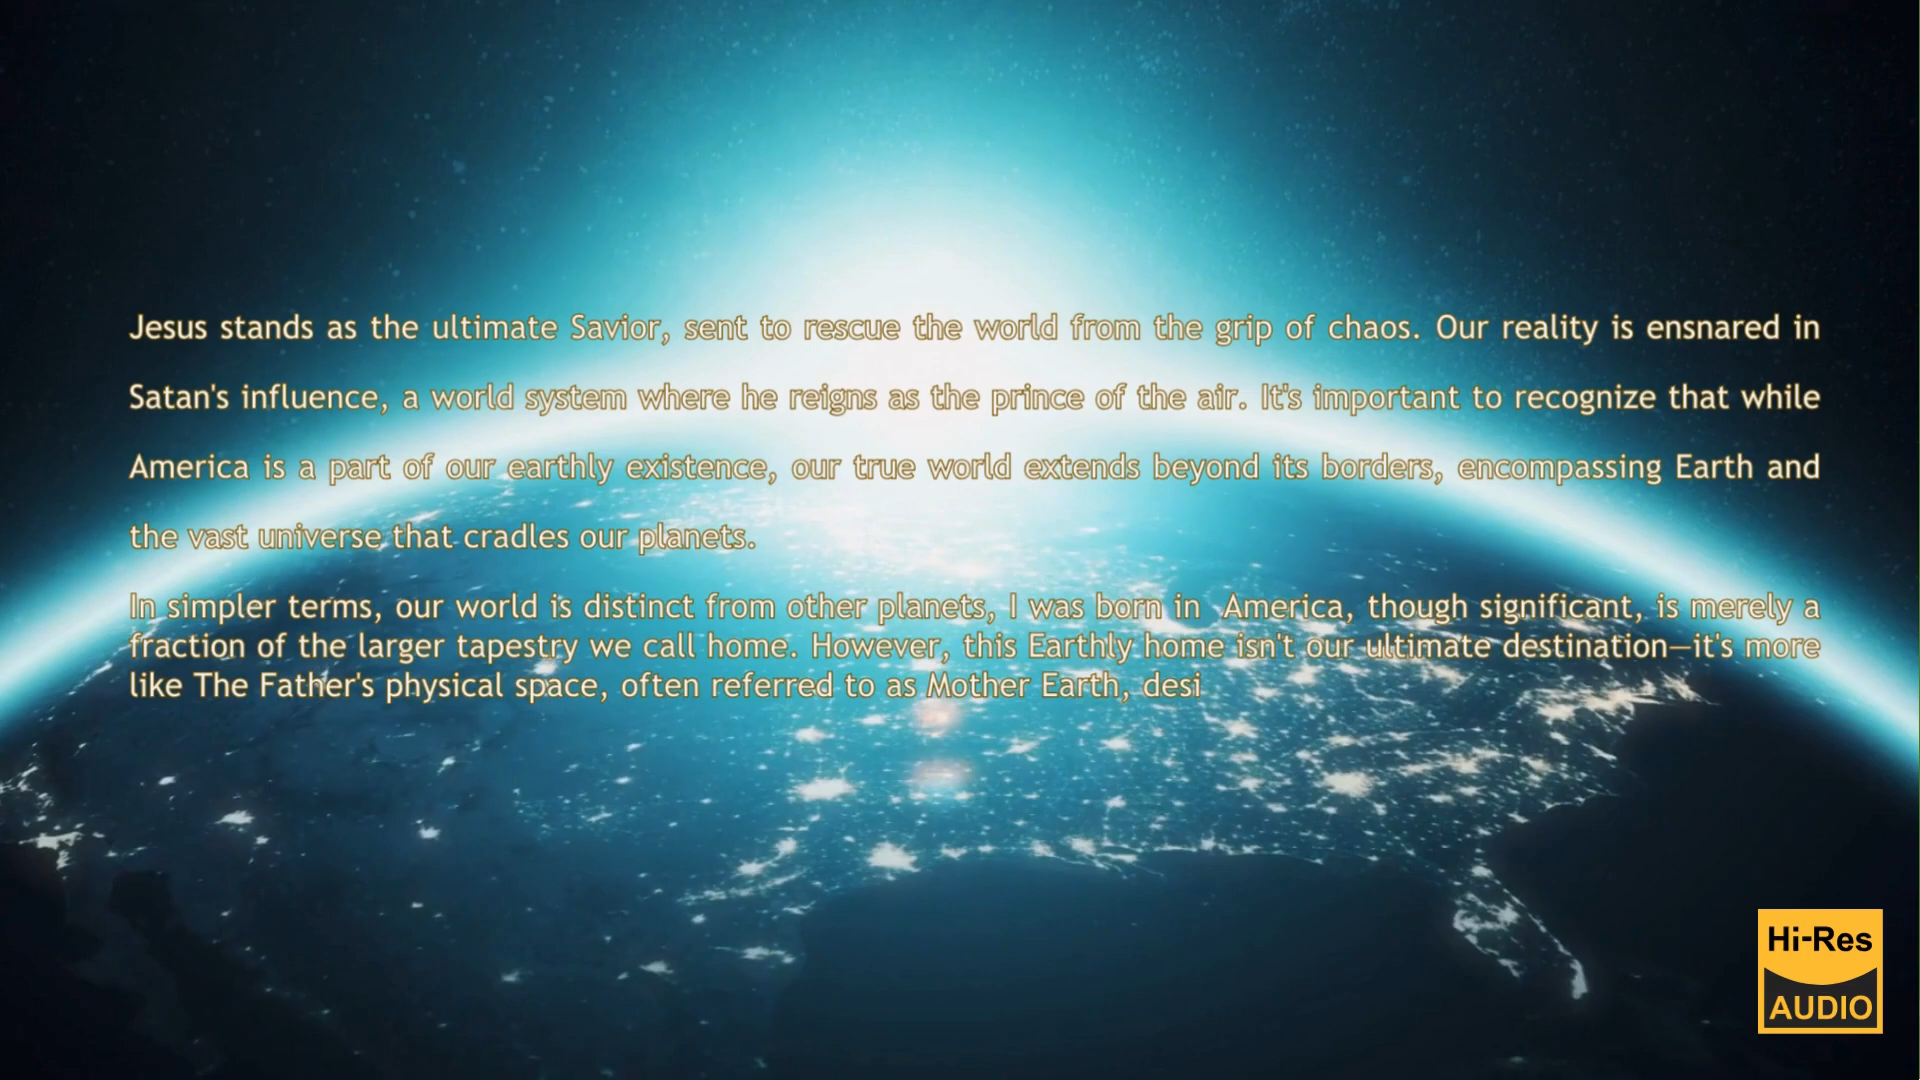 Jesus stands as the ultimate Savior, sent to rescue the world from the grip of chaos. Our reality is ensnared in
Satan's influence, a world system where he reigns as the prince of the air. It's important to recognize that while
America is a part of our earthly existence, our true world extends beyond its borders, encompassing Earth and
the vast universe that cradles our planets.
In simpler terms, our world is distinct from other planets, I was born in  America, though significant, is merely a
fraction of the larger tapestry we call home. However, this Earthly home isn't our ultimate destination—it's more
like The Father's physical space, often referred to as Mother Earth, desi
Hi-Res
AUDIO